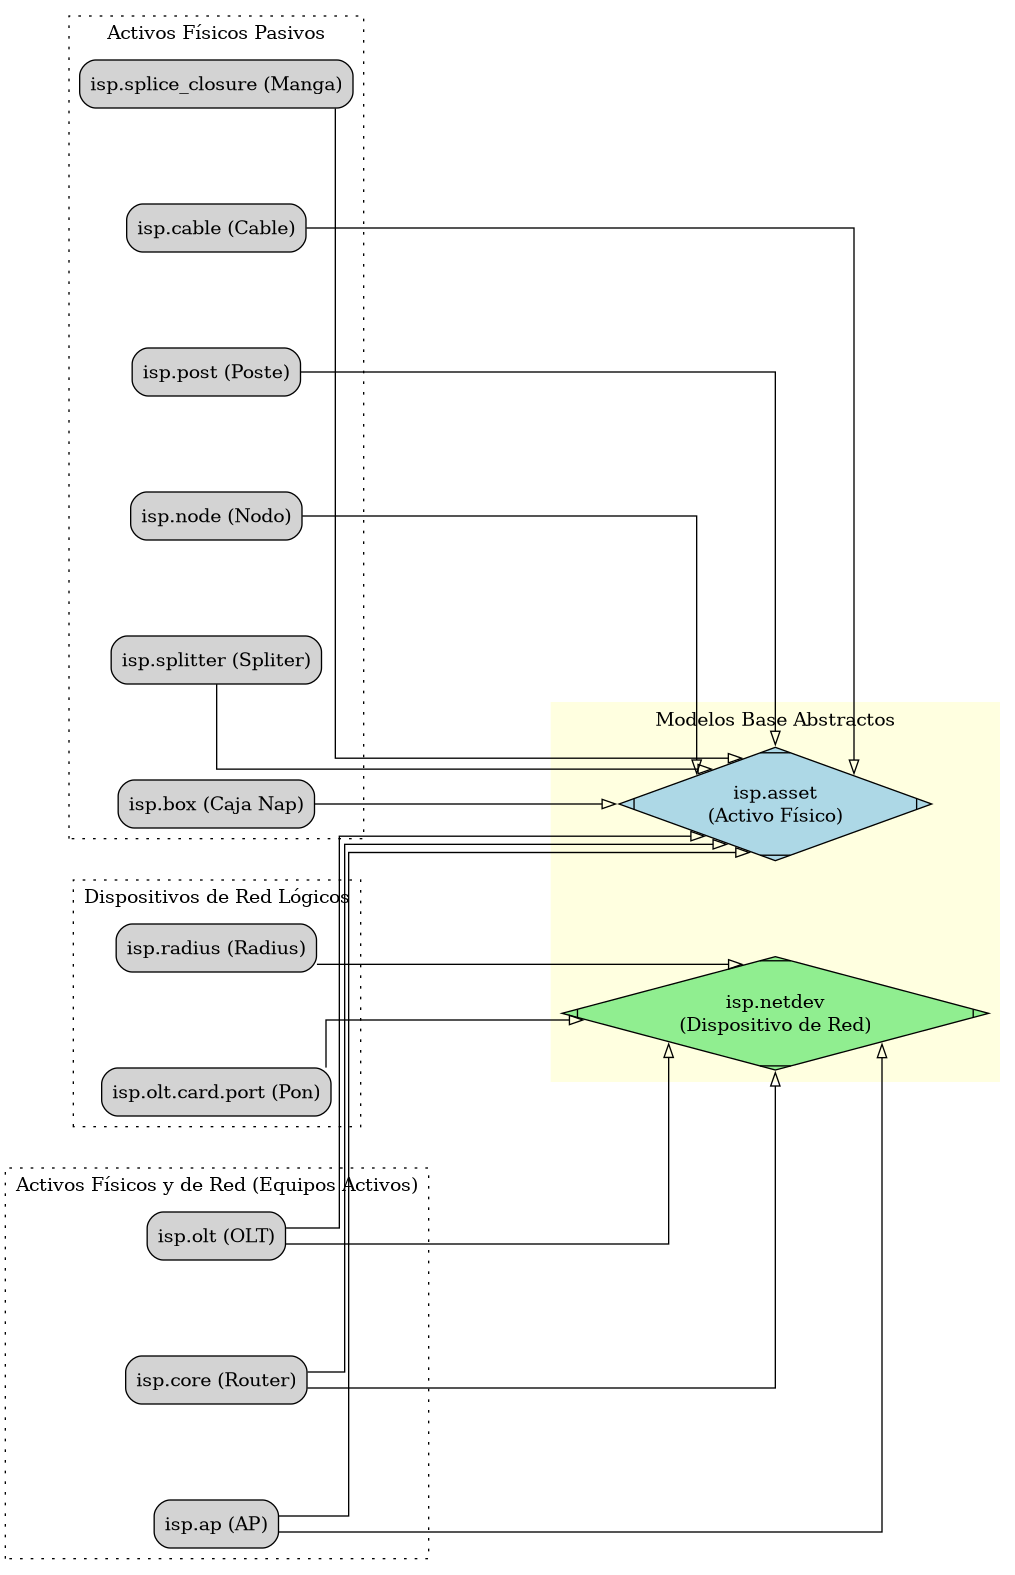 Activos Físicos Pasivos
isp.splice_closure (Manga)
isp.cable (Cable)
isp.post (Poste)
isp.node (Nodo)
isp.splitter (Spliter)
isp.box (Caja Nap)
Modelos Base Abstractos
isp.asset
(Activo Físico)
isp.netdev
(Dispositivo de Red)
Dispositivos de Red Lógicos
isp.radius (Radius)
isp.olt.card.port (Pon)
Activos Físicos y de Red (Equipos Activos)
isp.olt (OLT)
isp.core (Router)
isp.ap (AP)